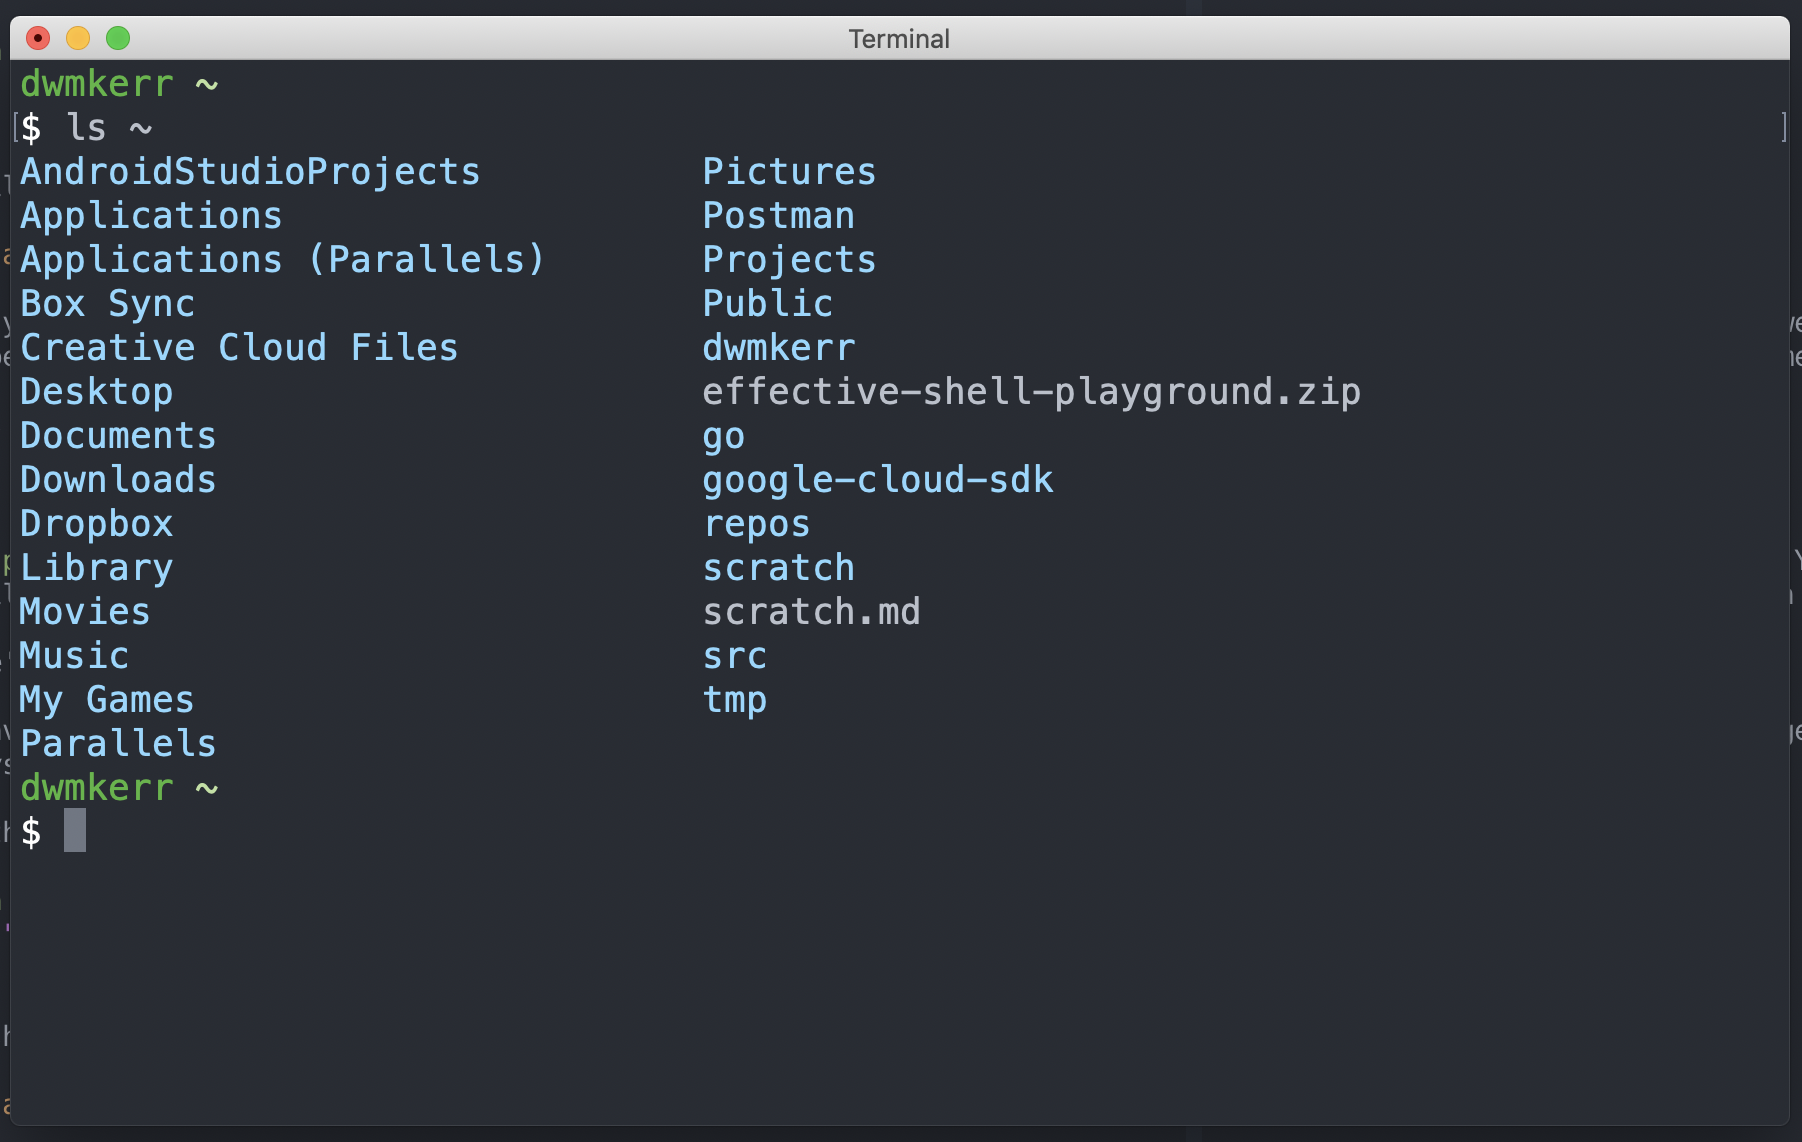 Terminal
dwmkerr ~
[$ ls ~ ]
AndroidStudioProjects Pictures
Applications Postman
Applications (Parallels) Projects
Box Sync Public
Creative Cloud Files dwmkerr
Desktop effective-shell-playground.zip
Documents go
Downloads google-cloud-sdk
Dropbox repos
Library scratch
Movies scratch.md
Music src
My Games tmp
Parallels
dwmkerr ~
$